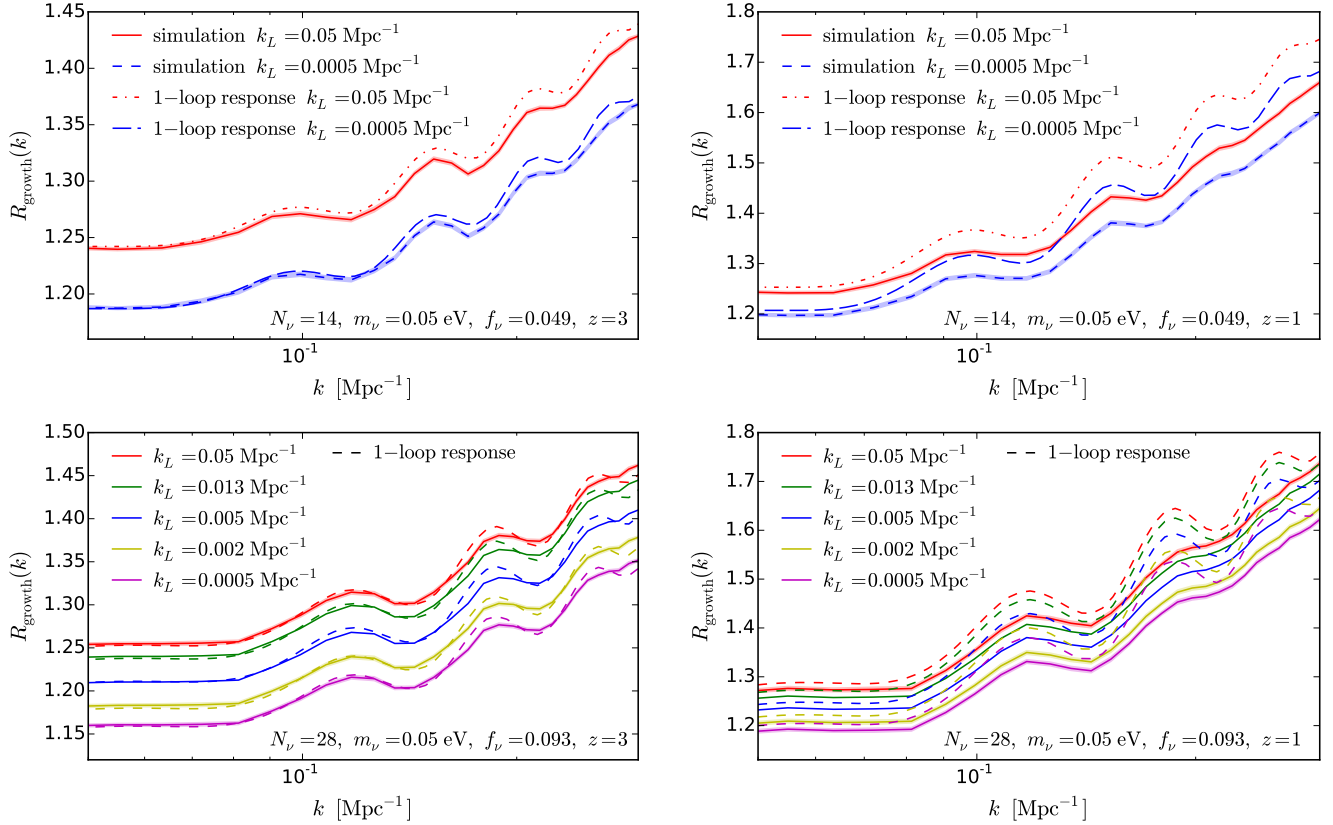 1.45
1.40
1.35
1.30
1.25
1.20
R_growth(k)
simulation k_L =0.05 Mpc⁻¹
simulation k_L =0.0005 Mpc⁻¹
1−loop response k_L =0.05 Mpc⁻¹
1−loop response k_L =0.0005 Mpc⁻¹
N_ν =14, m_ν =0.05 eV, f_ν =0.049, z=3
10⁻¹
k [Mpc⁻¹]
1.8
1.7
1.6
1.5
1.4
1.3
1.2
R_growth(k)
simulation k_L =0.05 Mpc⁻¹
simulation k_L =0.0005 Mpc⁻¹
1−loop response k_L =0.05 Mpc⁻¹
1−loop response k_L =0.0005 Mpc⁻¹
N_ν =14, m_ν =0.05 eV, f_ν =0.049, z=1
10⁻¹
k [Mpc⁻¹]
1.50
1.45
1.40
1.35
1.30
1.25
1.20
1.15
R_growth(k)
k_L =0.05 Mpc⁻¹
k_L =0.013 Mpc⁻¹
k_L =0.005 Mpc⁻¹
k_L =0.002 Mpc⁻¹
k_L =0.0005 Mpc⁻¹
1−loop response
N_ν =28, m_ν =0.05 eV, f_ν =0.093, z=3
10⁻¹
k [Mpc⁻¹]
1.8
1.7
1.6
1.5
1.4
1.3
1.2
R_growth(k)
k_L =0.05 Mpc⁻¹
k_L =0.013 Mpc⁻¹
k_L =0.005 Mpc⁻¹
k_L =0.002 Mpc⁻¹
k_L =0.0005 Mpc⁻¹
1−loop response
N_ν =28, m_ν =0.05 eV, f_ν =0.093, z=1
10⁻¹
k [Mpc⁻¹]